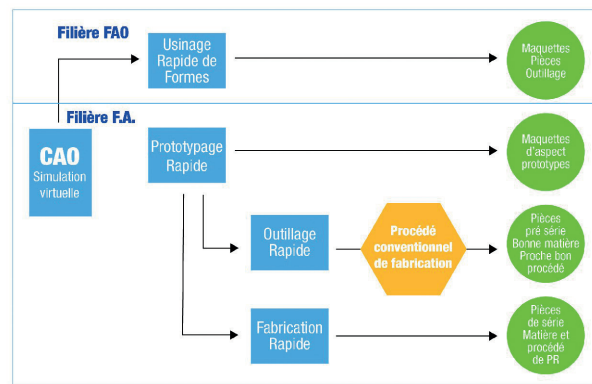 Filière FAO
Usinage
Rapide de
Formes
Maquettes
Pièces
Outillage
Filière F.A.
CAO
Simulation
virtuelle
Prototypage
Rapide
Maquettes
d'aspect
prototypes
Outillage
Rapide
Procédé
conventionnel
de fabrication
Pièces
pré série
Bonne matière
Proche bon
procédé
Fabrication
Rapide
Pièces
de série
Matière et
procédé
de PR